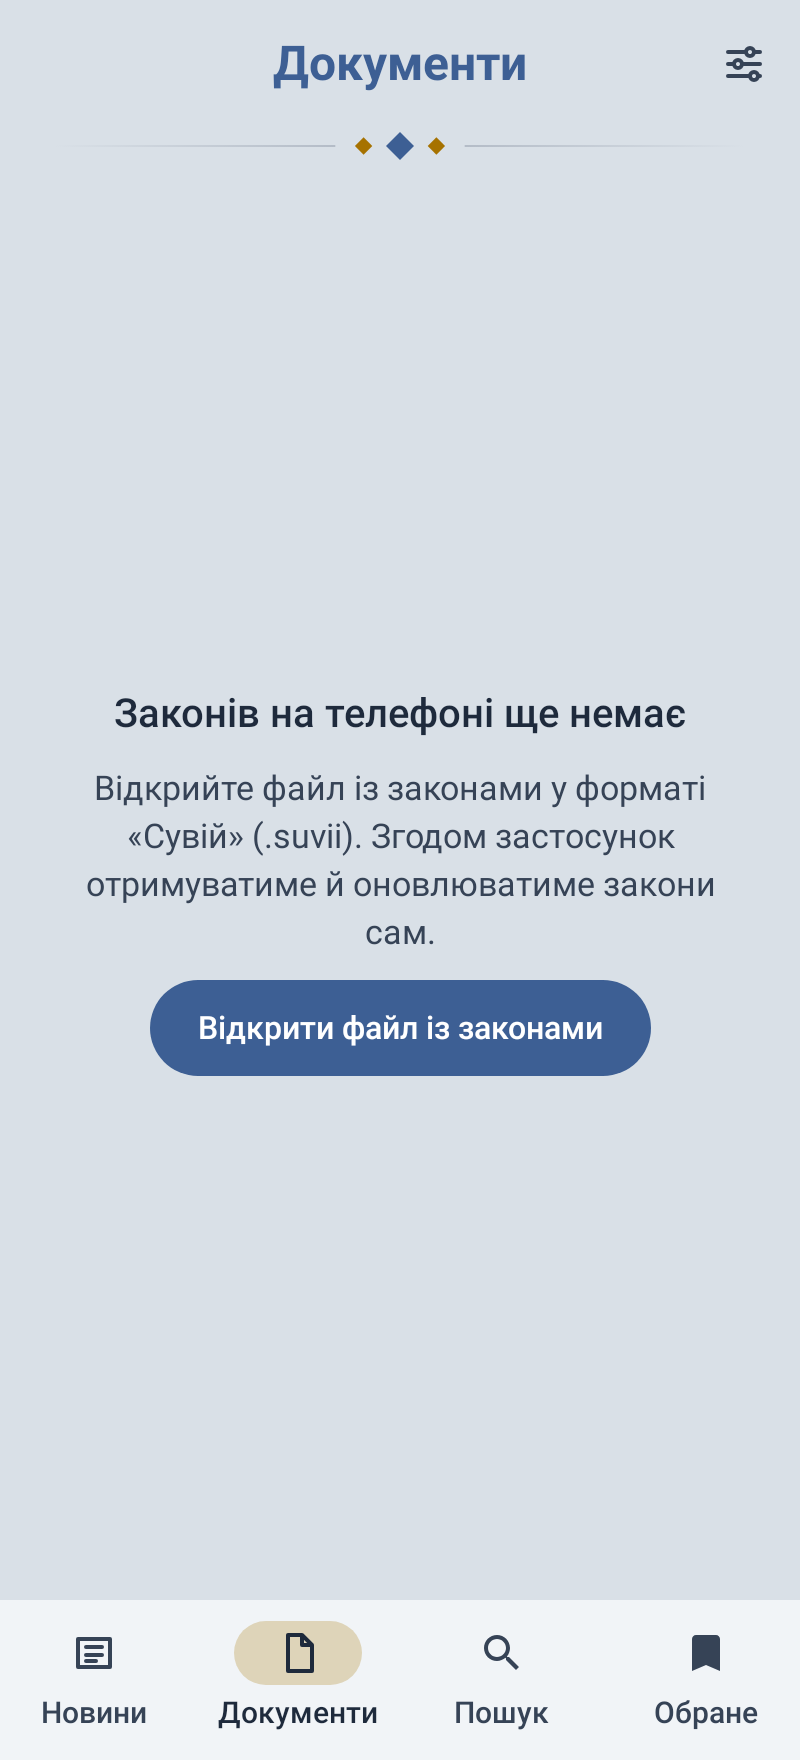 Документи
Законів на телефоні ще немає
Відкрийте файл із законами у форматі
«Сувій» (.suvii). Згодом застосунок
отримуватиме й оновлюватиме закони
сам.
Відкрити файл із законами
Новини
Документи
Пошук
Обране